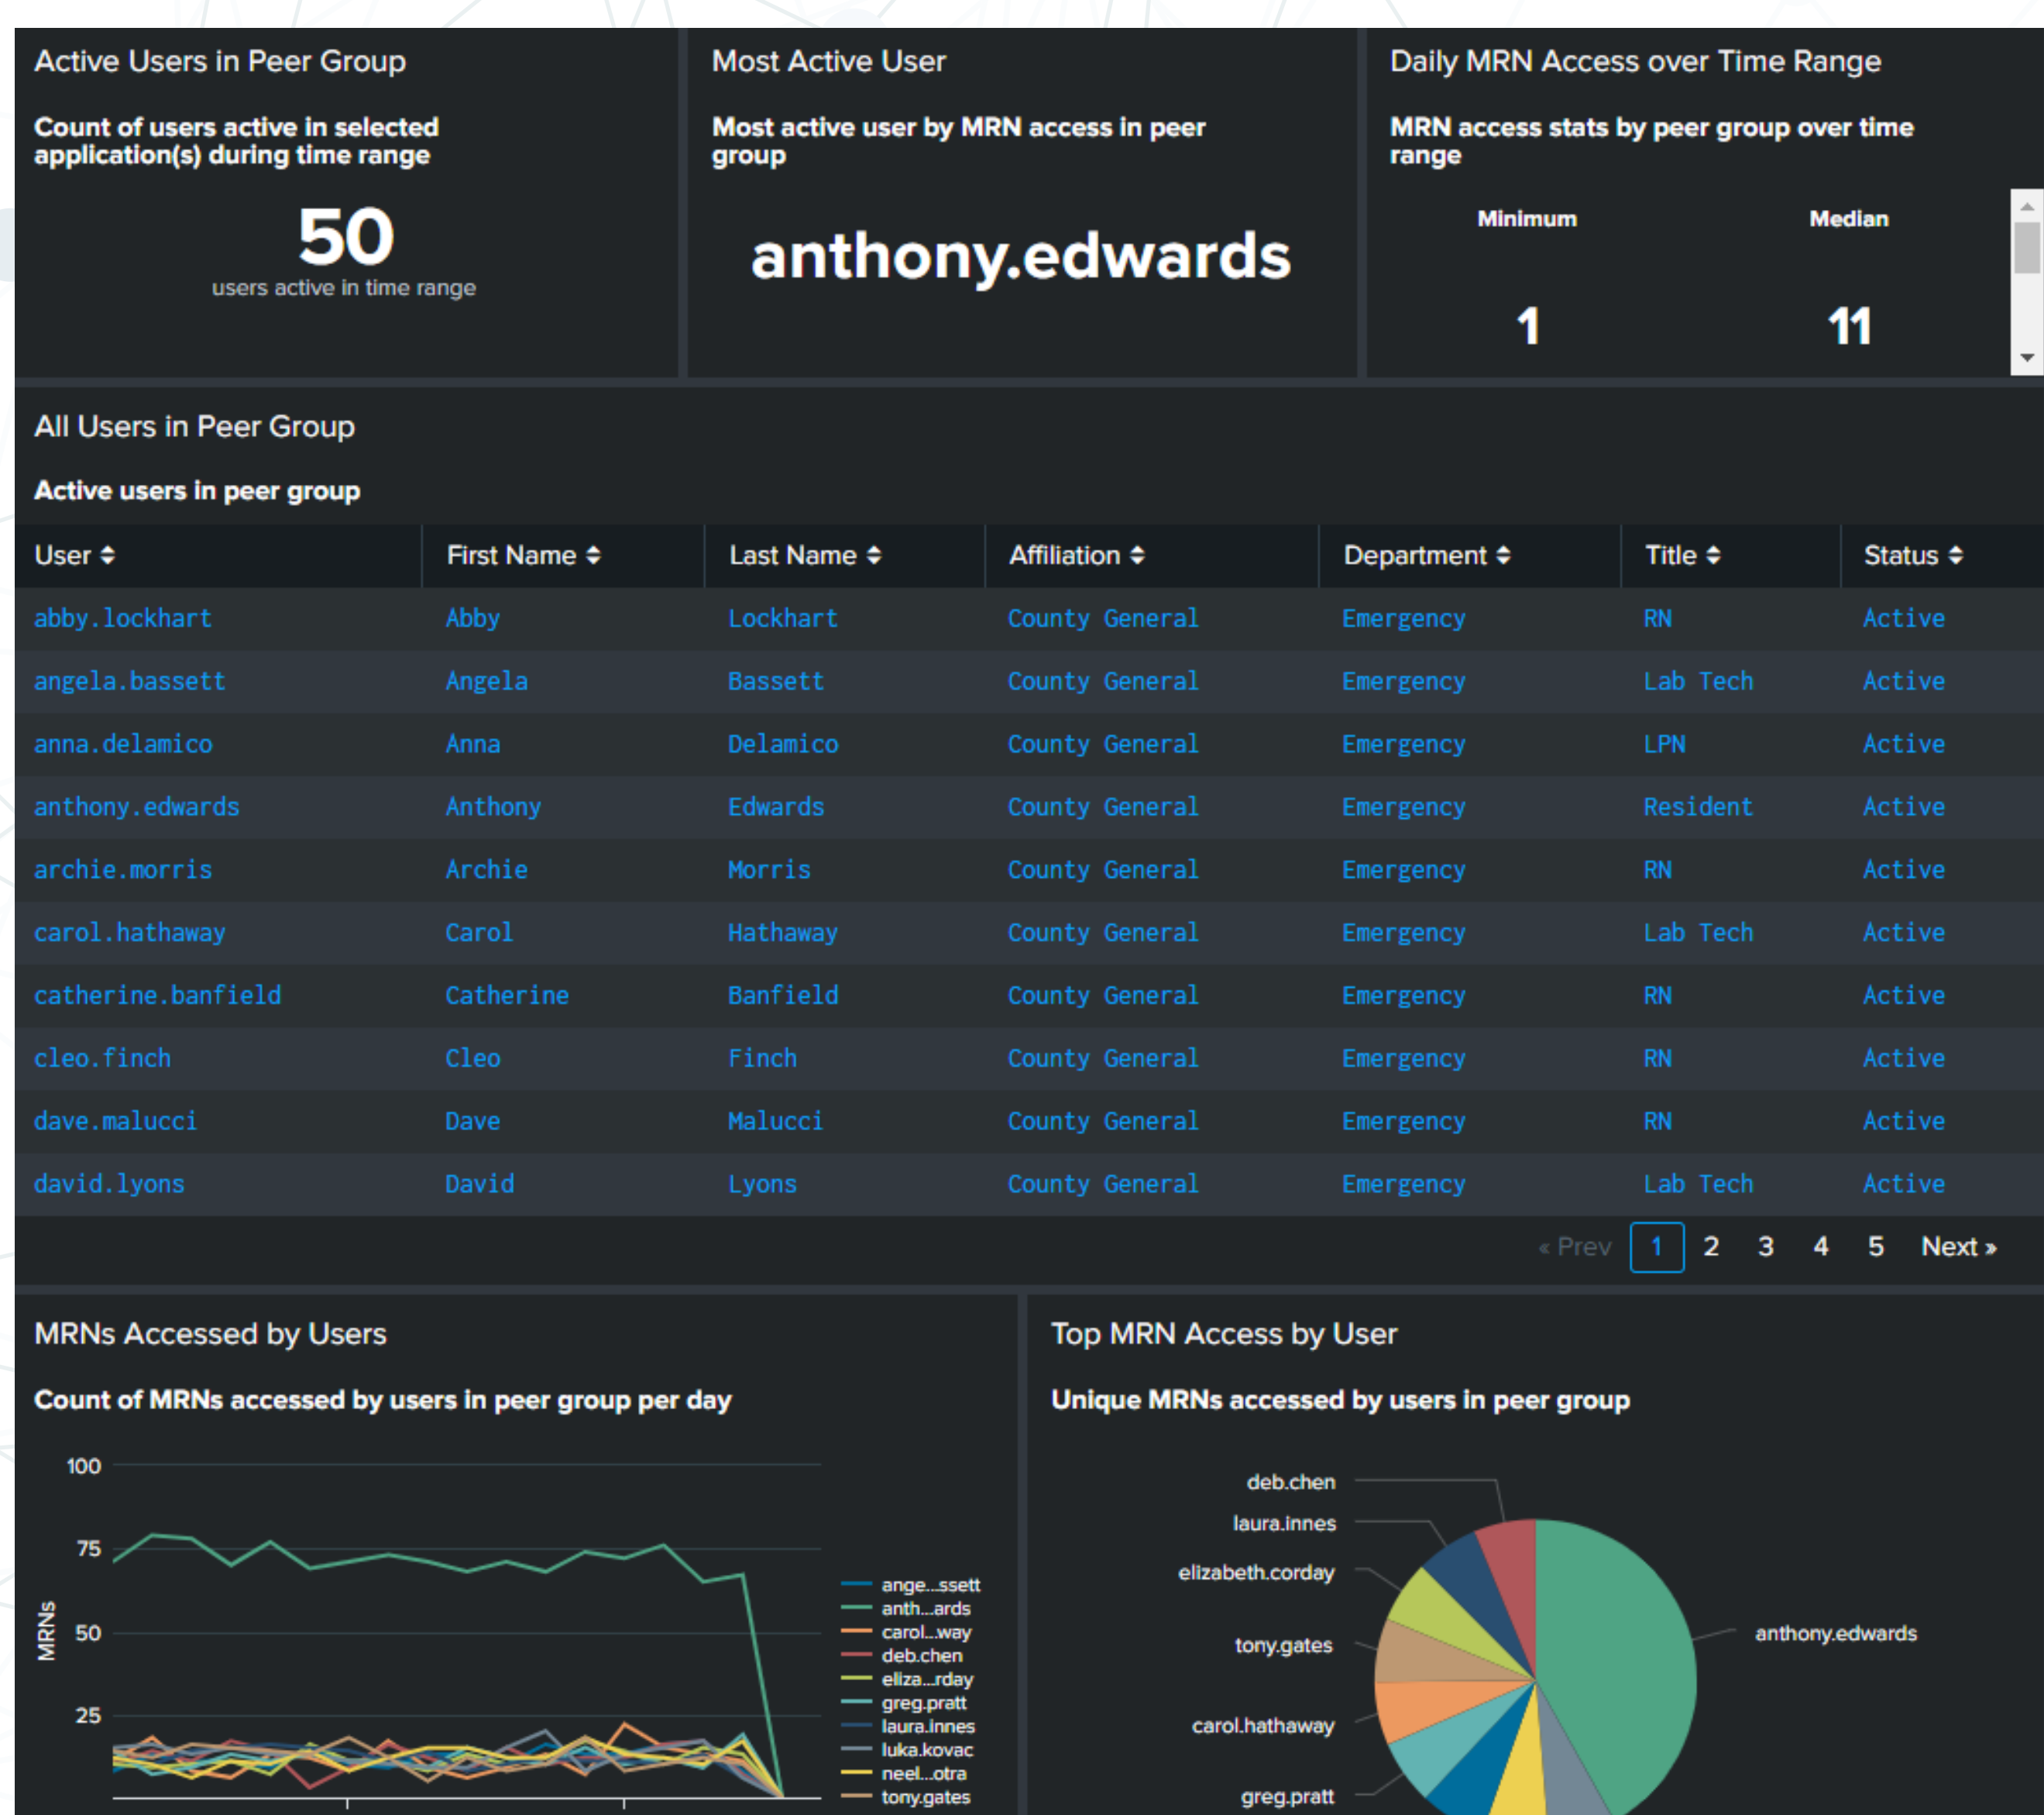 Active Users in Peer Group
Count of users active in selected
application(s) during time range
50
users active in time range
Most Active User
Most active user by MRN access in peer
group
anthony.edwards
Daily MRN Access over Time Range
MRN access stats by peer group over time
range
Minimum Median
1 11
All Users in Peer Group
Active users in peer group
User First Name Last Name Affiliation Department Title Status
abby.lockhart Abby Lockhart County General Emergency RN Active
angela.bassett Angela Bassett County General Emergency Lab Tech Active
anna.delamico Anna Delamico County General Emergency LPN Active
anthony.edwards Anthony Edwards County General Emergency Resident Active
archie.morris Archie Morris County General Emergency RN Active
carol.hathaway Carol Hathaway County General Emergency Lab Tech Active
catherine.banfield Catherine Banfield County General Emergency RN Active
cleo.finch Cleo Finch County General Emergency RN Active
dave.malucci Dave Malucci County General Emergency RN Active
david.lyons David Lyons County General Emergency Lab Tech Active
« Prev 1 2 3 4 5 Next »
MRNs Accessed by Users
Count of MRNs accessed by users in peer group per day
MRNs
100
75
50
25
ange...ssett
anth...ards
carol...way
deb.chen
eliza...rday
greg.pratt
laura.innes
luka.kovac
neel...otra
tony.gates
Top MRN Access by User
Unique MRNs accessed by users in peer group
deb.chen
laura.innes
elizabeth.corday
tony.gates
carol.hathaway
greg.pratt
anthony.edwards